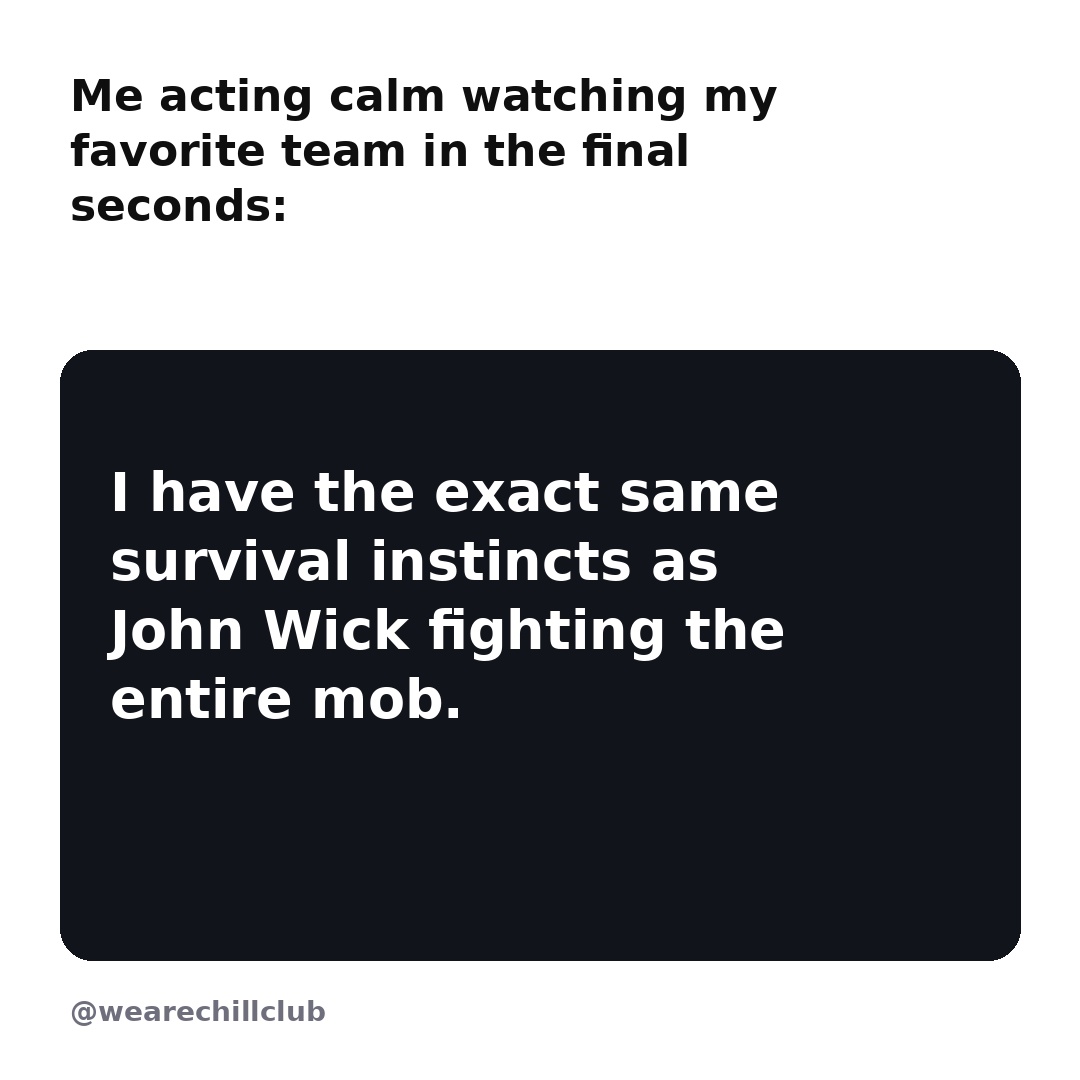 Me acting calm watching my
favorite team in the final
seconds:
I have the exact same
survival instincts as
John Wick fighting the
entire mob.
@wearechillclub